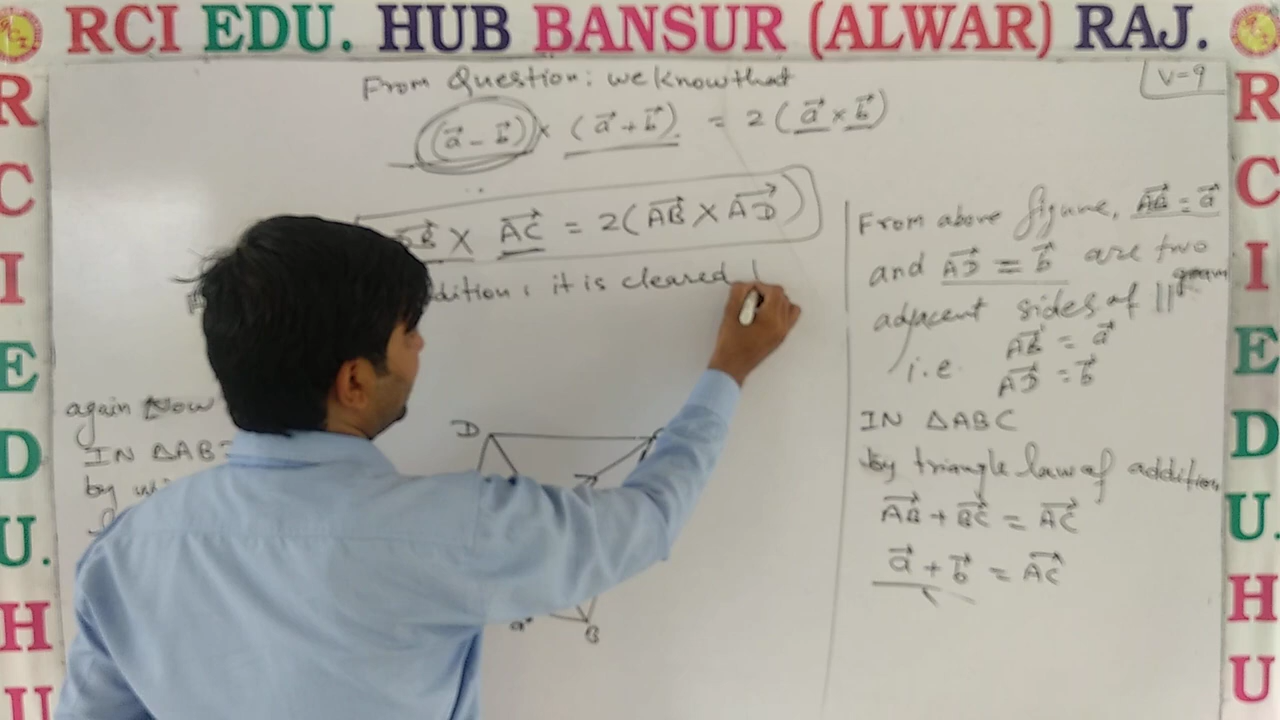 RCI EDU. HUB BANSUR (ALWAR) RAJ.
R
C
I
E
D
U.
H
U
V-9
From Question: we know that
(a⃗ - b⃗) × (a⃗ + b⃗) = 2(a⃗ × b⃗)
× AC⃗ = 2(AB⃗ × AD⃗)
dition: it is cleared
again Now
IN ΔAB
by
D
a⃗
B
From above figure, AB⃗ = a⃗
and AD⃗ = b⃗ are two
adjacent sides of ||gram
i.e. AB⃗ = a⃗
AD⃗ = b⃗
IN ΔABC
by triangle law of addition
AB⃗ + BC⃗ = AC⃗
a⃗ + b⃗ = AC⃗
R
C
I
E
D
U.
H
U